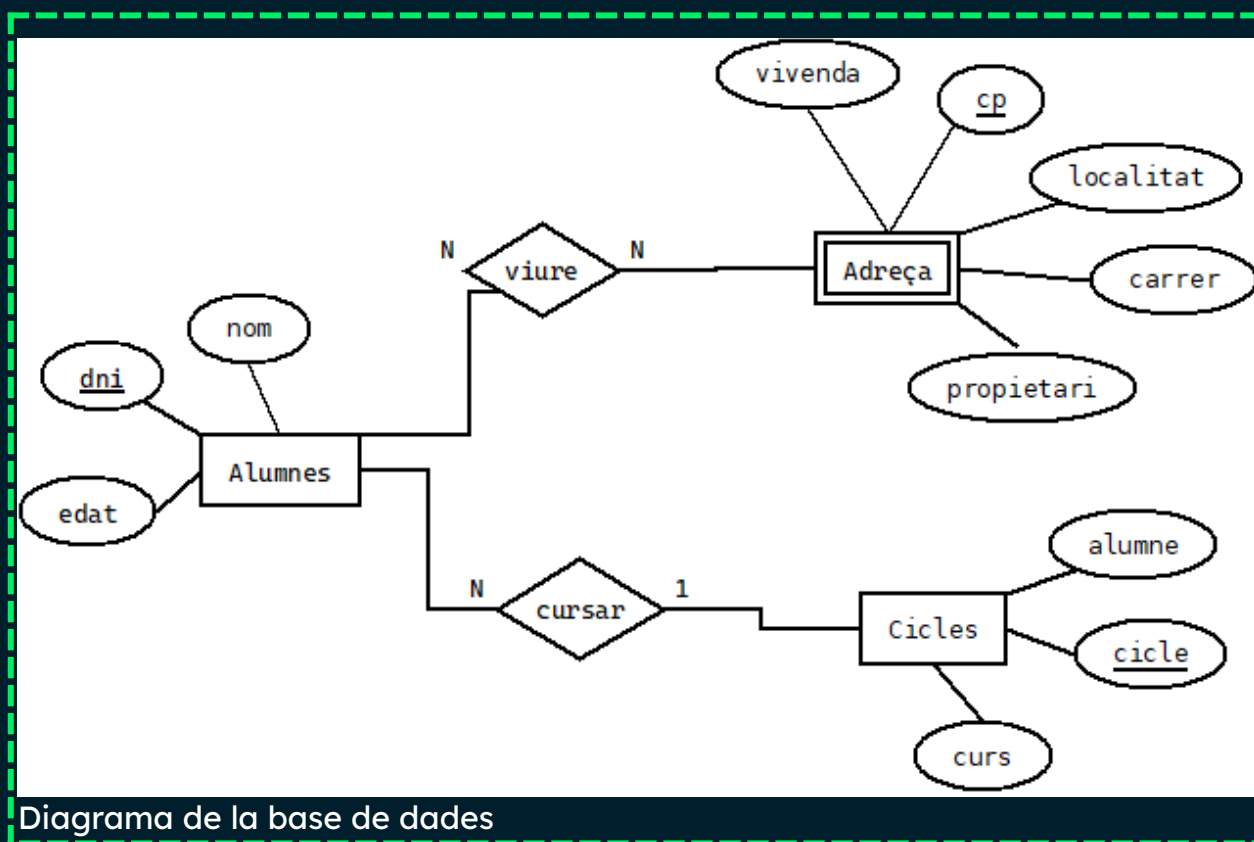 vivenda
cp
localitat
N
viure
N
Adreça
carrer
nom
dni
propietari
Alumnes
edat
alumne
N
cursar
1
Cicles
cicle
curs
Diagrama de la base de dades